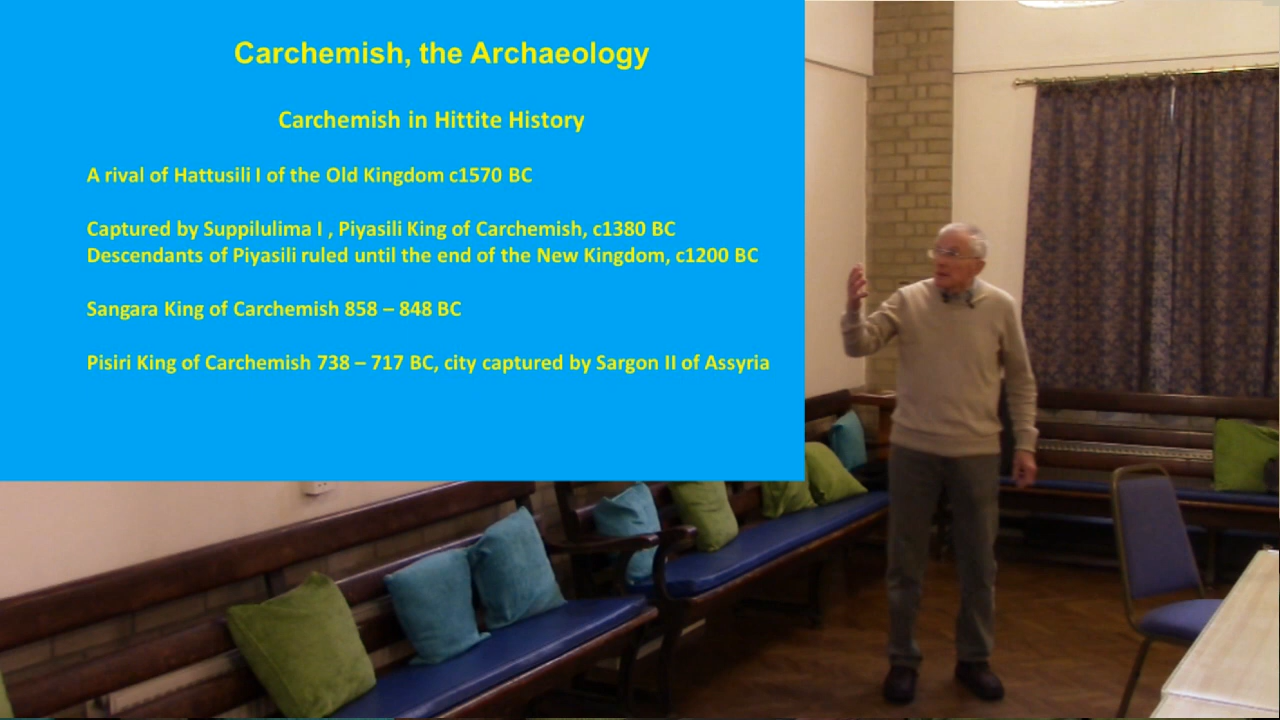 Carchemish, the Archaeology
Carchemish in Hittite History
A rival of Hattusili I of the Old Kingdom c1570 BC
Captured by Suppilulima I , Piyasili King of Carchemish, c1380 BC
Descendants of Piyasili ruled until the end of the New Kingdom, c1200 BC
Sangara King of Carchemish 858 – 848 BC
Pisiri King of Carchemish 738 – 717 BC, city captured by Sargon II of Assyria